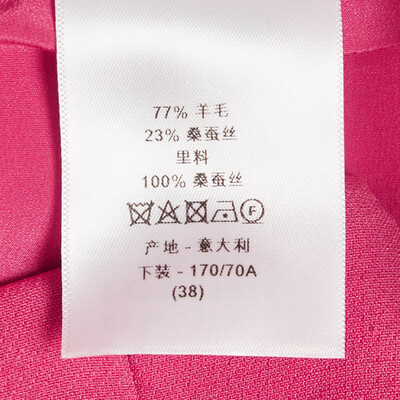 77% 羊毛
23% 桑蚕丝
里料
100% 桑蚕丝
F
产地 - 意大利
下装 - 170/70A
(38)